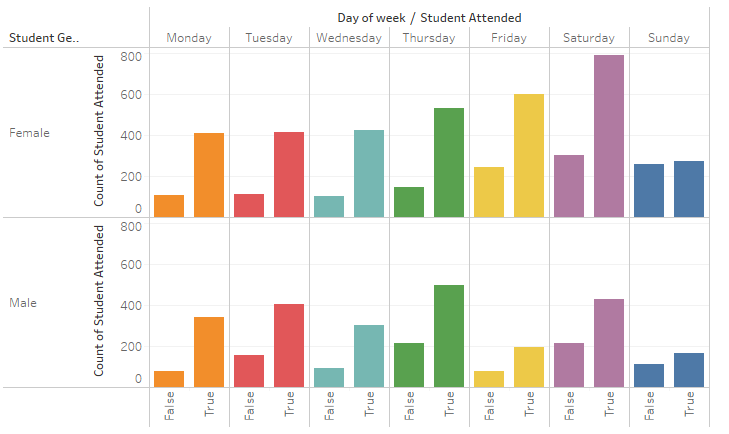 Day of week / Student Attended
Student Ge..
Monday
Tuesday
Wednesday
Thursday
Friday
Saturday
Sunday
Female
Count of Student Attended
800
600
400
200
0
Male
Count of Student Attended
800
600
400
200
0
False
True
False
True
False
True
False
True
False
True
False
True
False
True